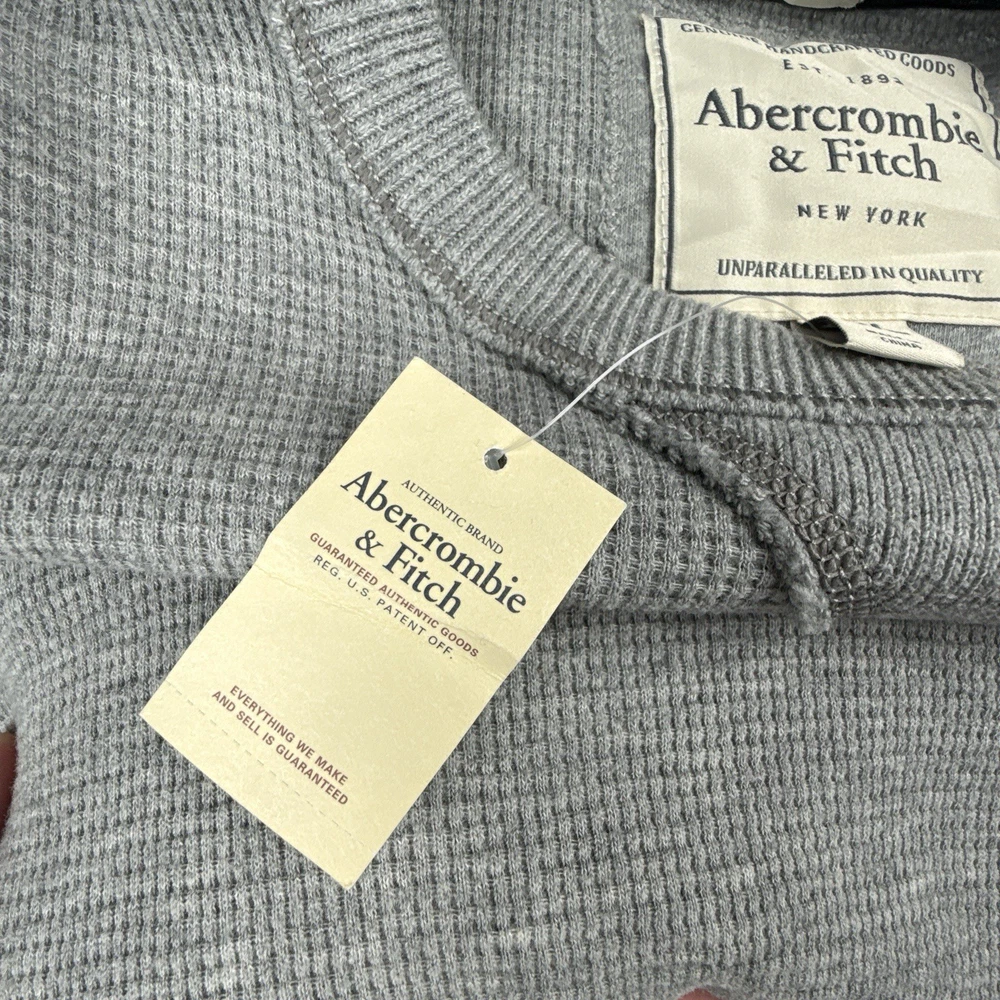 GENUINE HANDCRAFTED GOODS
EST. 1892
Abercrombie
& Fitch
NEW YORK
UNPARALLELED IN QUALITY
CHINA
AUTHENTIC BRAND
Abercrombie
& Fitch
GUARANTEED AUTHENTIC GOODS
REG. U.S. PATENT OFF.
EVERYTHING WE MAKE
AND SELL IS GUARANTEED